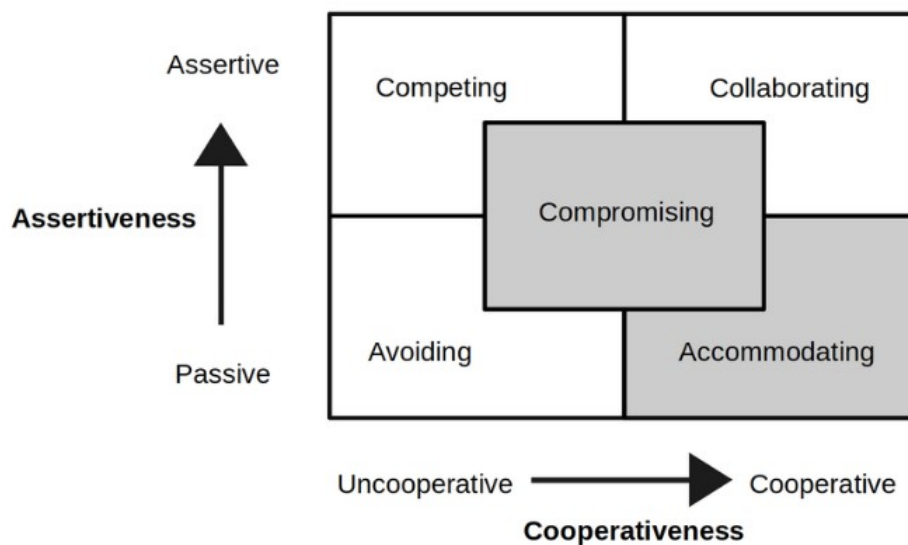 Assertive
Competing
Collaborating
Assertiveness
Compromising
Passive
Avoiding
Accommodating
Uncooperative
Cooperative
Cooperativeness